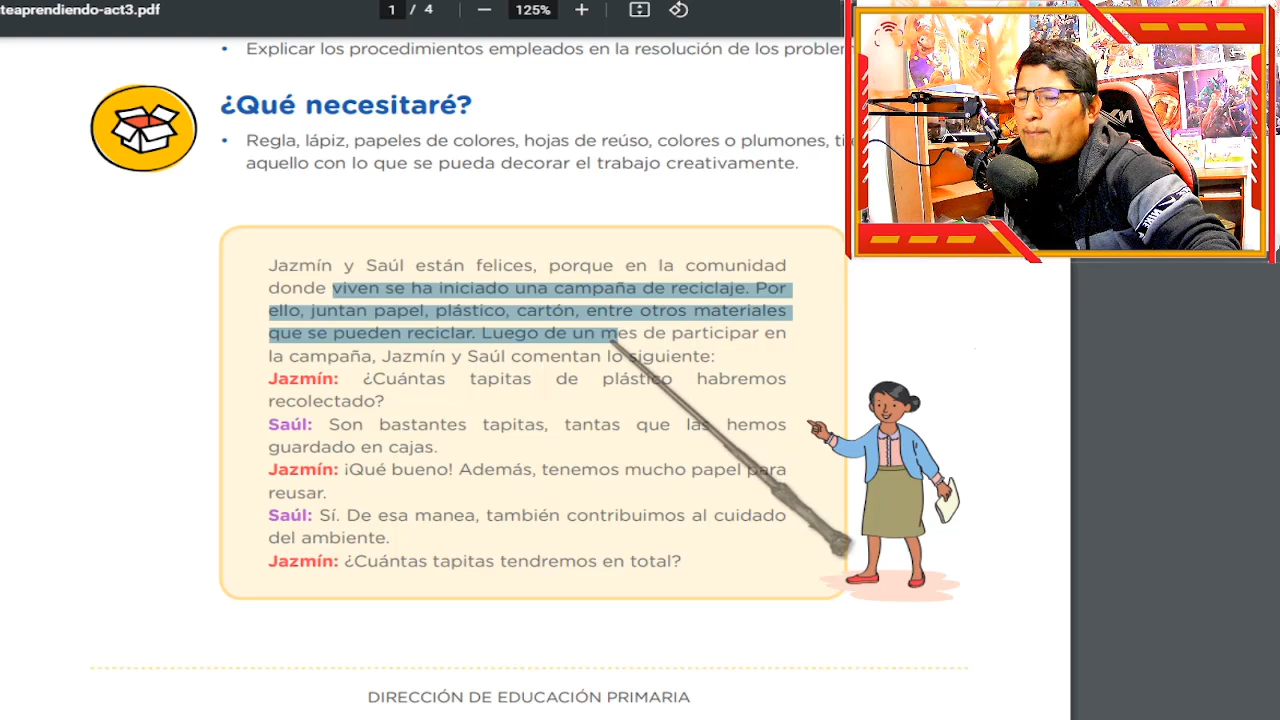 teaprendiendo-act3.pdf
1 / 4
125%
• Explicar los procedimientos empleados en la resolución de los
¿Qué necesitaré?
• Regla, lápiz, papeles de colores, hojas de reúso, colores o plumones,
aquello con lo que se pueda decorar el trabajo creativamente.
Jazmín y Saúl están felices, porque en la comunidad
donde viven se ha iniciado una campaña de reciclaje. Por
ello, juntan papel, plástico, cartón, entre otros materiales
que se pueden reciclar. Luego de un mes de participar en
la campaña, Jazmín y Saúl comentan lo siguiente:
Jazmín: ¿Cuántas tapitas de plástico habremos
recolectado?
Saúl: Son bastantes tapitas, tantas que las hemos
guardado en cajas.
Jazmín: ¡Qué bueno! Además, tenemos mucho papel para
reusar.
Saúl: Sí. De esa manea, también contribuimos al cuidado
del ambiente.
Jazmín: ¿Cuántas tapitas tendremos en total?
DIRECCIÓN DE EDUCACIÓN PRIMARIA